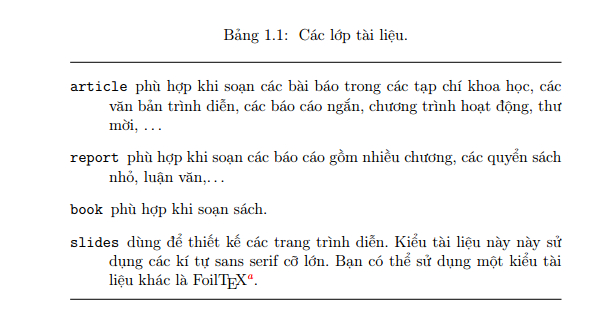 Bảng 1.1: Các lớp tài liệu.
article phù hợp khi soạn các bài báo trong các tạp chí khoa học, các
văn bản trình diễn, các báo cáo ngắn, chương trình hoạt động, thư
mời, ...
report phù hợp khi soạn các báo cáo gồm nhiều chương, các quyển sách
nhỏ, luận văn,...
book phù hợp khi soạn sách.
slides dùng để thiết kế các trang trình diễn. Kiểu tài liệu này này sử
dụng các kí tự sans serif cỡ lớn. Bạn có thể sử dụng một kiểu tài
liệu khác là FoilTEXa.